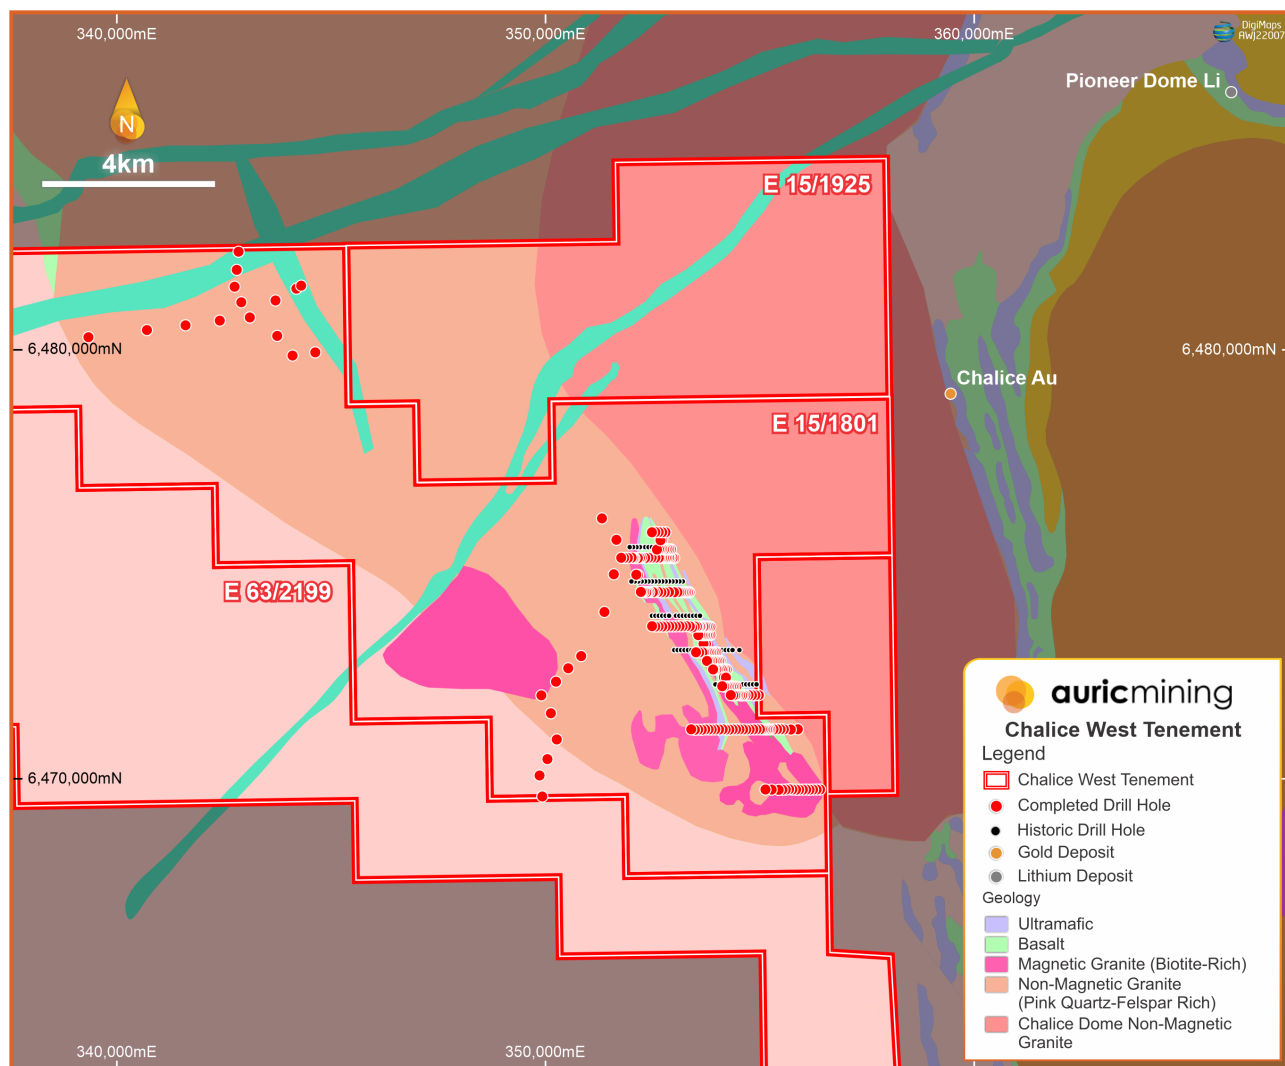 340,000mE
350,000mE
360,000mE
DigiMaps
AWJ22007
Pioneer Dome Li
N
4km
E 15/1925
6,480,000mN
6,480,000mN
Chalice Au
E 15/1801
E 63/2199
6,470,000mN
auricmining
Chalice West Tenement
Legend
Chalice West Tenement
Completed Drill Hole
Historic Drill Hole
Gold Deposit
Lithium Deposit
Geology
Ultramafic
Basalt
Magnetic Granite (Biotite-Rich)
Non-Magnetic Granite
(Pink Quartz-Felspar Rich)
Chalice Dome Non-Magnetic
Granite
340,000mE
350,000mE